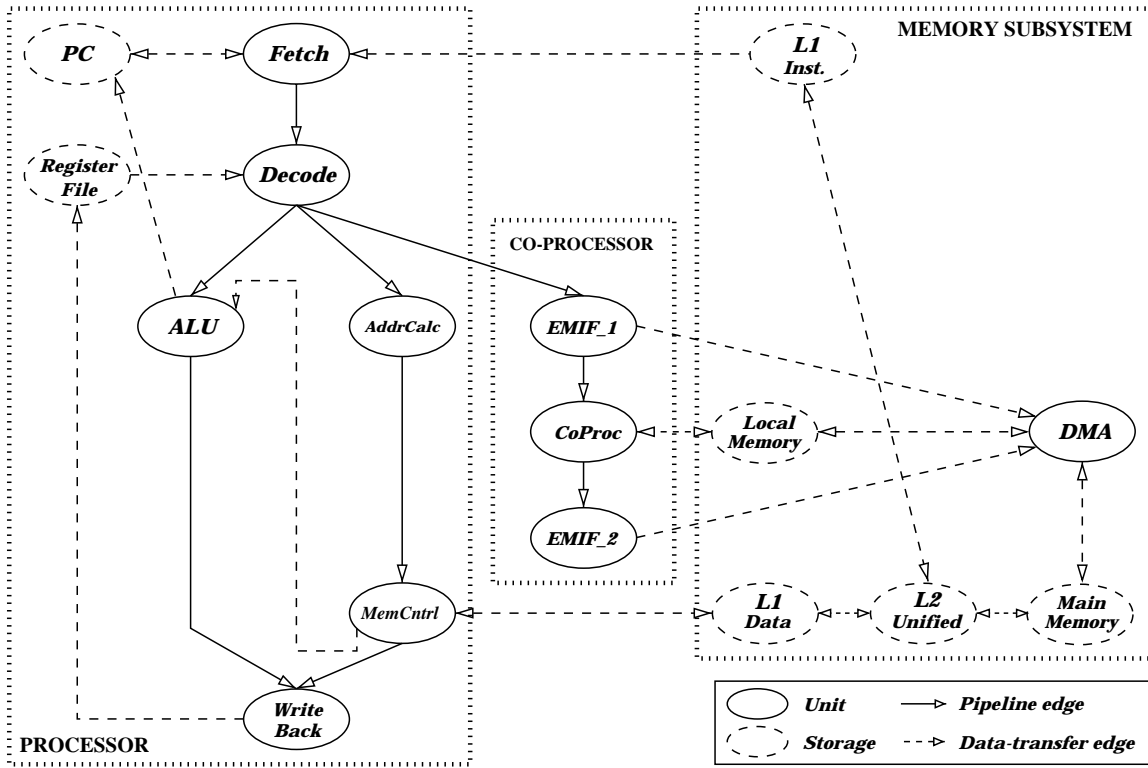 MEMORY SUBSYSTEM
PC
Fetch
L1
Inst.
Register
File
Decode
CO-PROCESSOR
ALU
AddrCalc
EMIF_1
CoProc
Local
Memory
DMA
EMIF_2
MemCntrl
L1
Data
L2
Unified
Main
Memory
Write
Back
PROCESSOR
Unit
Pipeline edge
Storage
Data-transfer edge